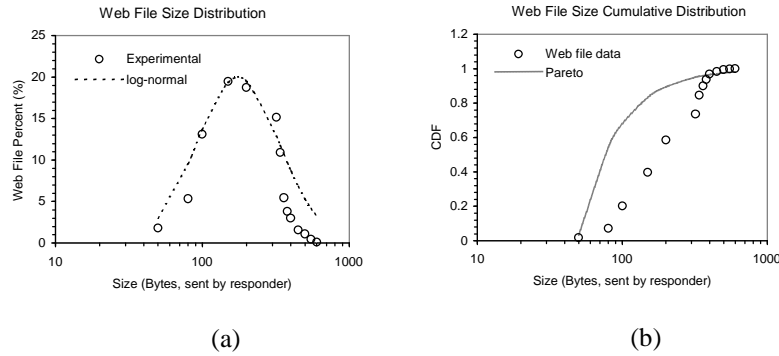 Web File Size Distribution
25
20
15
10
5
0
10
100
1000
Web File Percent (%)
Size (Bytes, sent by responder)
Experimental
log-normal
(a)
Web File Size Cumulative Distribution
1.2
1
0.8
0.6
0.4
0.2
0
10
100
1000
CDF
Size (Bytes, sent by responder)
Web file data
Pareto
(b)